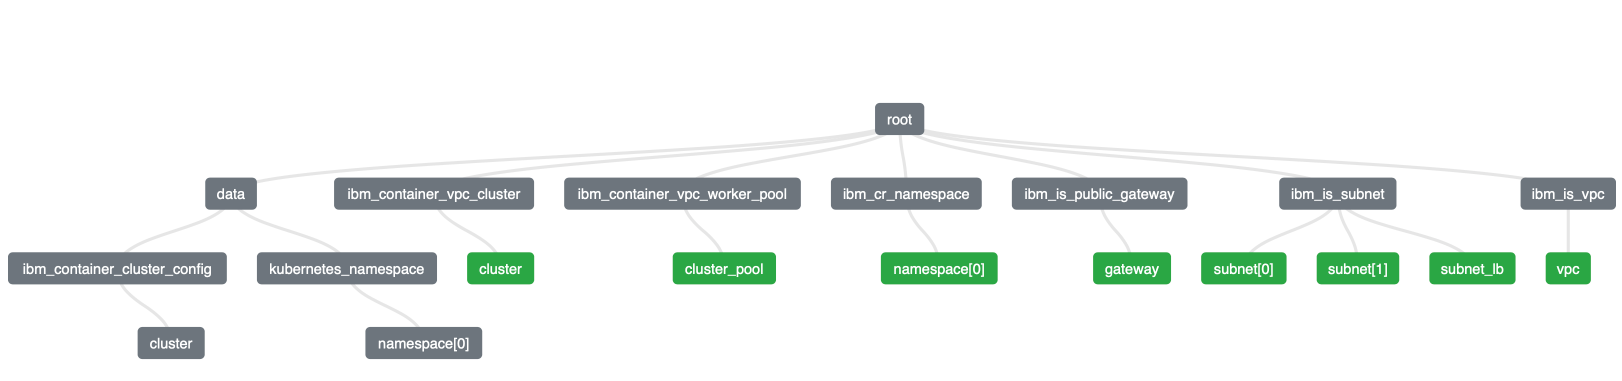 root
data
ibm_container_vpc_cluster
ibm_container_vpc_worker_pool
ibm_cr_namespace
ibm_is_public_gateway
ibm_is_subnet
ibm_is_vpc
ibm_container_cluster_config
kubernetes_namespace
cluster
cluster_pool
namespace[0]
gateway
subnet[0]
subnet[1]
subnet_lb
vpc
cluster
namespace[0]